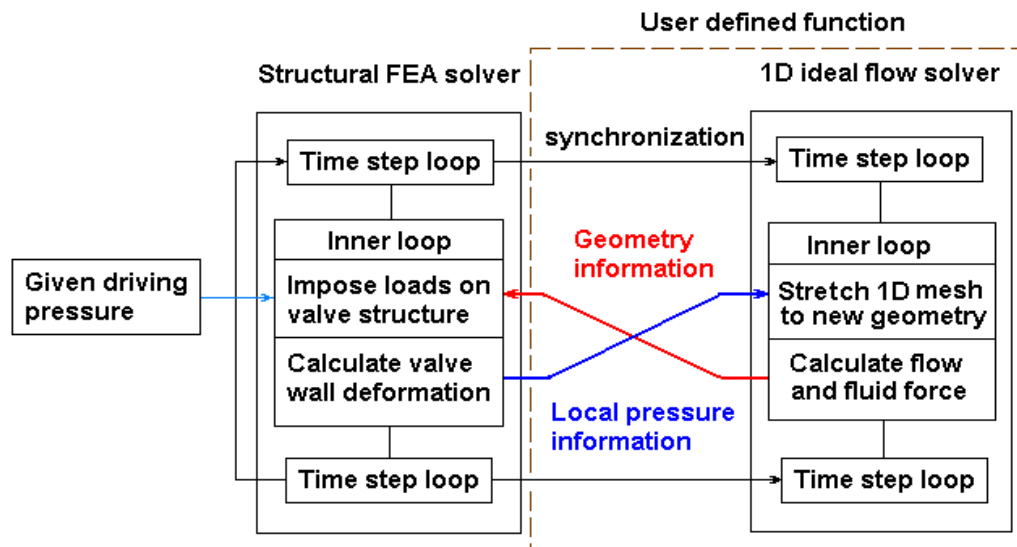 User defined function
Structural FEA solver
1D ideal flow solver
Time step loop
synchronization
Time step loop
Inner loop
Geometry
information
Inner loop
Given driving
pressure
Impose loads on
valve structure
Stretch 1D mesh
to new geometry
Calculate valve
wall deformation
Calculate flow
and fluid force
Local pressure
information
Time step loop
Time step loop